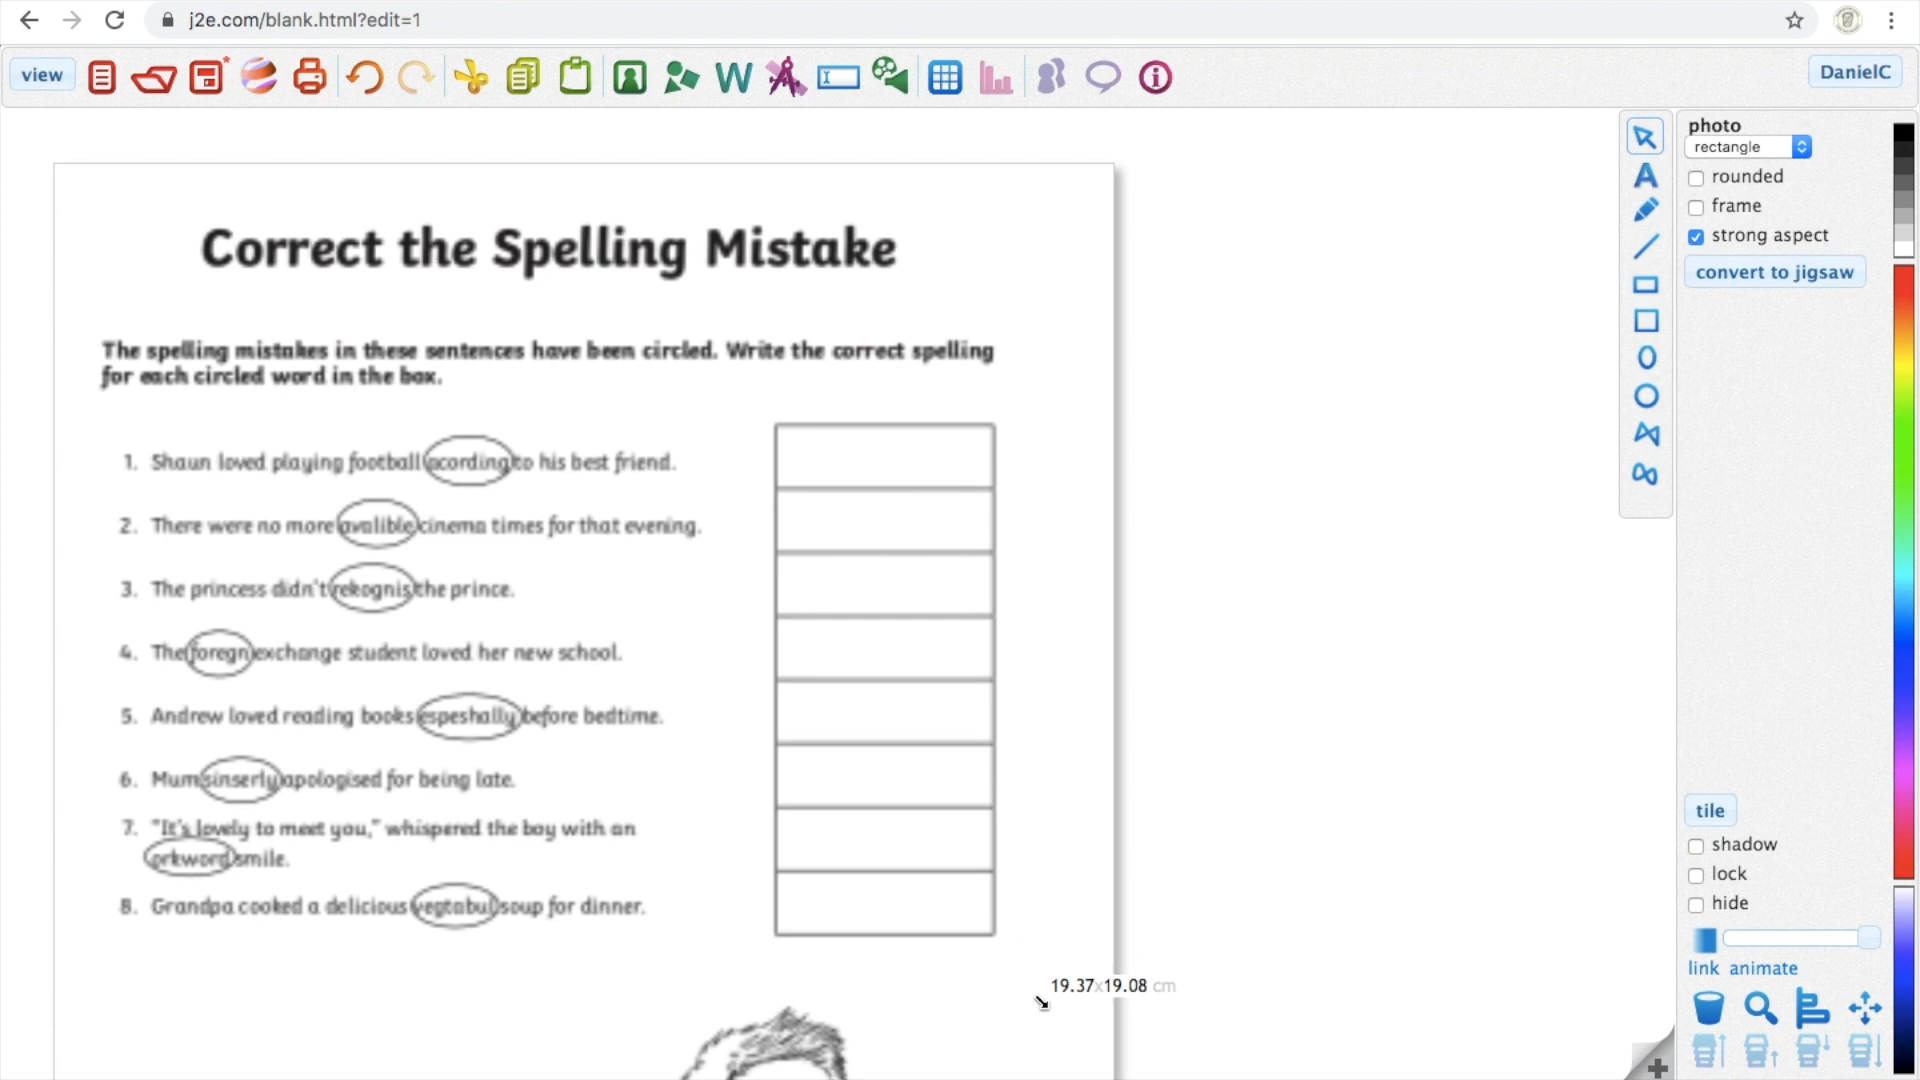 j2e.com/blank.html?edit=1
view
W
DanielC
photo
rectangle
rounded
frame
strong aspect
convert to jigsaw
A
Correct the Spelling Mistake
The spelling mistakes in these sentences have been circled. Write the correct spelling
for each circled word in the box.
1. Shaun loved playing football acording to his best friend.
2. There were no more avalible cinema times for that evening.
3. The princess didn't rekognis the prince.
4. The foregn exchange student loved her new school.
5. Andrew loved reading books espeshally before bedtime.
6. Mum sinserly apologised for being late.
7. "It's lovely to meet you," whispered the boy with an
orkword smile.
8. Grandpa cooked a delicious vegtabul soup for dinner.
19.37x19.08 cm
tile
shadow
lock
hide
link animate